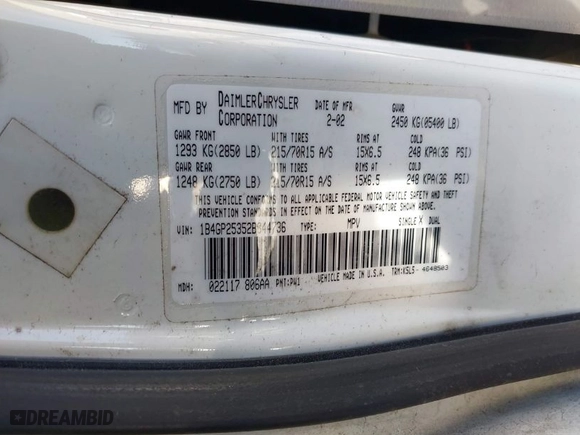 MFD BY DAIMLERCHRYSLER CORPORATION DATE OF MFR 2-02 GVWR 2450 KG(05400 LB)
GAWR FRONT WITH TIRES RIMS AT COLD
1293 KG(2850 LB) 215/70R15 A/S 15X6.5 248 KPA(36 PSI)
GAWR REAR WITH TIRES RIMS AT COLD
1248 KG(2750 LB) 215/70R15 A/S 15X6.5 248 KPA(36 PSI)
THIS VEHICLE CONFORMS TO ALL APPLICABLE FEDERAL MOTOR VEHICLE SAFETY AND THEFT
PREVENTION STANDARDS IN EFFECT ON THE DATE OF MANUFACTURE SHOWN ABOVE.
VIN: 1B4GP25352B944736 TYPE: MPV SINGLE X DUAL
MDH: 022117 806AA PNT:PW1 VEHICLE MADE IN U.S.A. TRM:KSL5- 4648503
DREAMBID